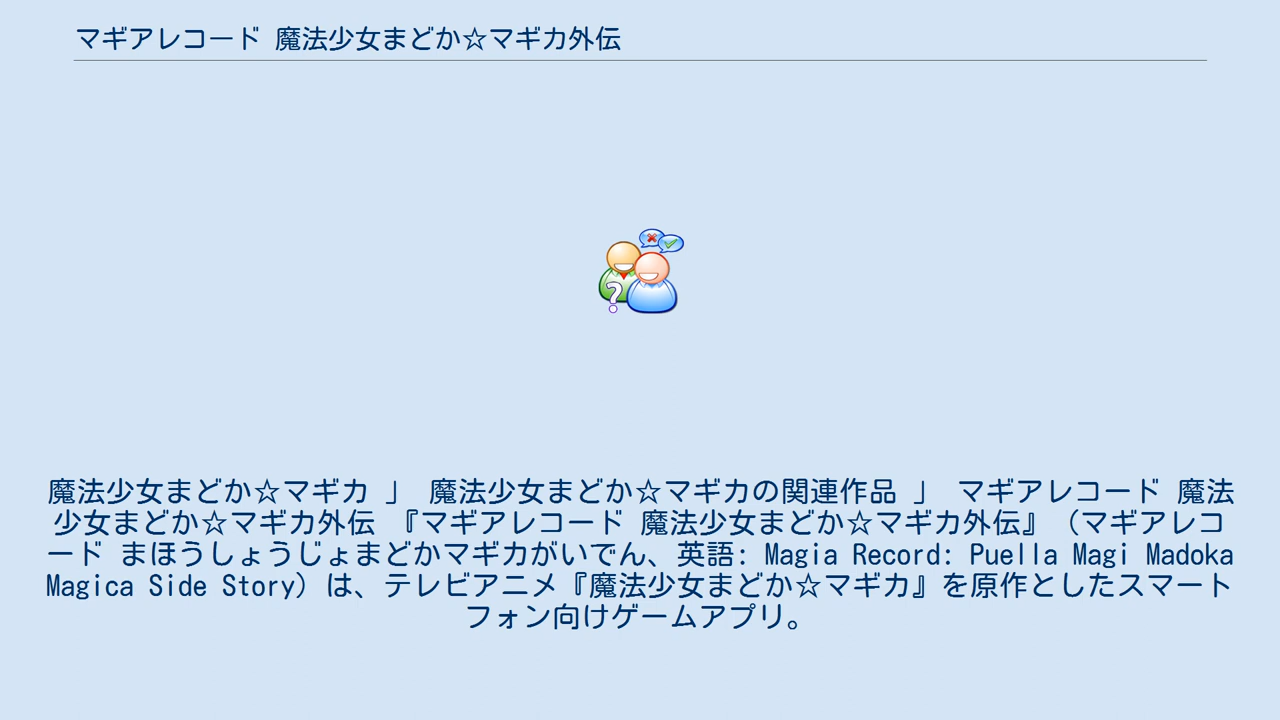 マギアレコード 魔法少女まどか☆マギカ外伝
魔法少女まどか☆マギカ 」 魔法少女まどか☆マギカの関連作品 」 マギアレコード 魔法
少女まどか☆マギカ外伝 『マギアレコード 魔法少女まどか☆マギカ外伝』（マギアレコ
ード まほうしょうじょまどかマギカがいでん、英語: Magia Record: Puella Magi Madoka
Magica Side Story）は、テレビアニメ『魔法少女まどか☆マギカ』を原作としたスマート
フォン向けゲームアプリ。